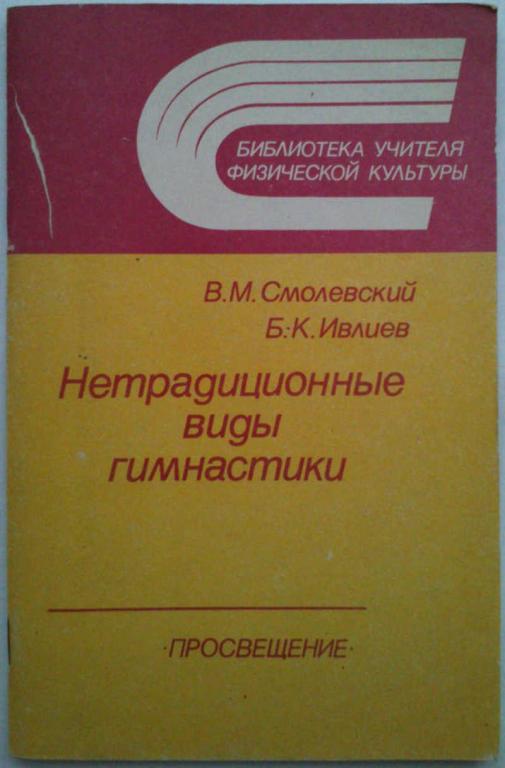 БИБЛИОТЕКА УЧИТЕЛЯ
ФИЗИЧЕСКОЙ КУЛЬТУРЫ
В.М. Смолевский
Б.К. Ивлиев
Нетрадиционные
виды
гимнастики
·ПРОСВЕЩЕНИЕ·